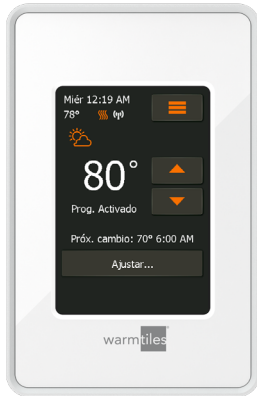 Miér 12:19 AM
78°
80°
Prog. Activado
Próx. cambio: 70° 6:00 AM
Ajustar...
warmtiles